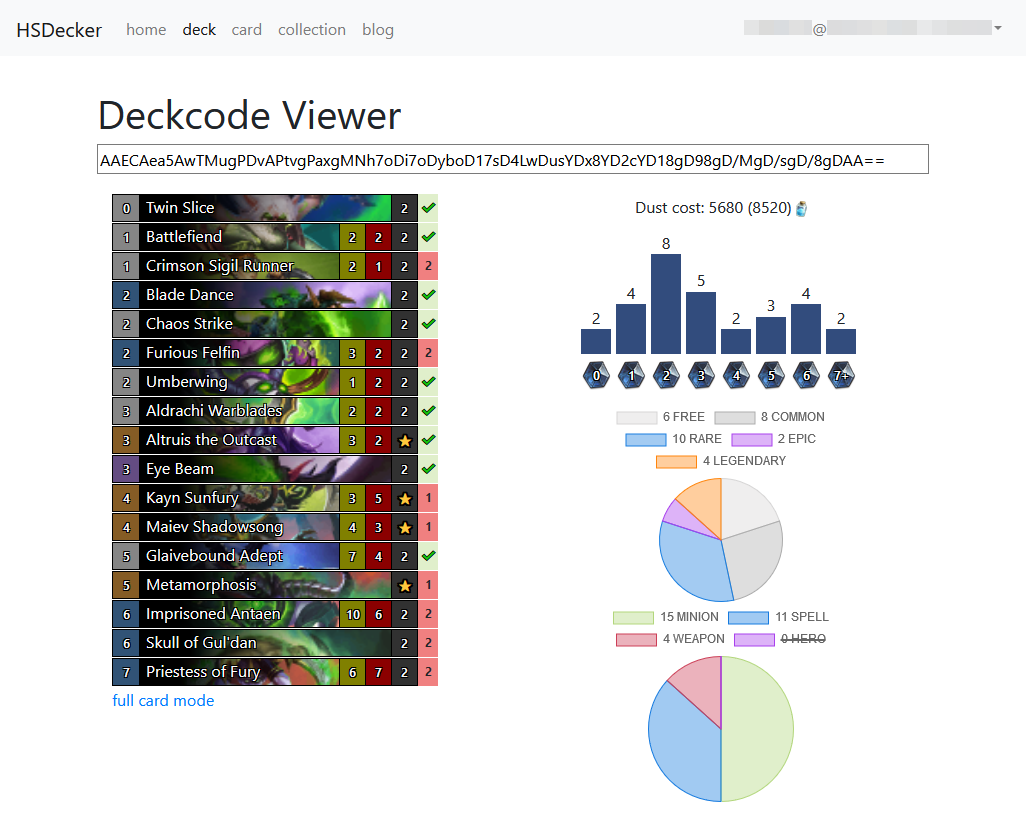 HSDecker home deck card collection blog @
Deckcode Viewer
AAECAea5AwTMugPDvAPtvgPaxgMNh7oDi7oDyboD17sD4LwDusYDx8YD2cYD18gD98gD/MgD/sgD/8gDAA==
0 Twin Slice 2
1 Battlefiend 2 2 2
1 Crimson Sigil Runner 2 1 2 2
2 Blade Dance 2
2 Chaos Strike 2
2 Furious Felfin 3 2 2 2
2 Umberwing 1 2 2
3 Aldrachi Warblades 2 2 2
3 Altruis the Outcast 3 2
3 Eye Beam 2
4 Kayn Sunfury 3 5 1
4 Maiev Shadowsong 4 3 1
5 Glaivebound Adept 7 4 2
5 Metamorphosis 1
6 Imprisoned Antaen 10 6 2 2
6 Skull of Gul'dan 2 2
7 Priestess of Fury 6 7 2 2
full card mode
Dust cost: 5680 (8520)
2 4 8 5 2 3 4 2
0 1 2 3 4 5 6 7+
6 FREE 8 COMMON
10 RARE 2 EPIC
4 LEGENDARY
15 MINION 11 SPELL
4 WEAPON 0 HERO